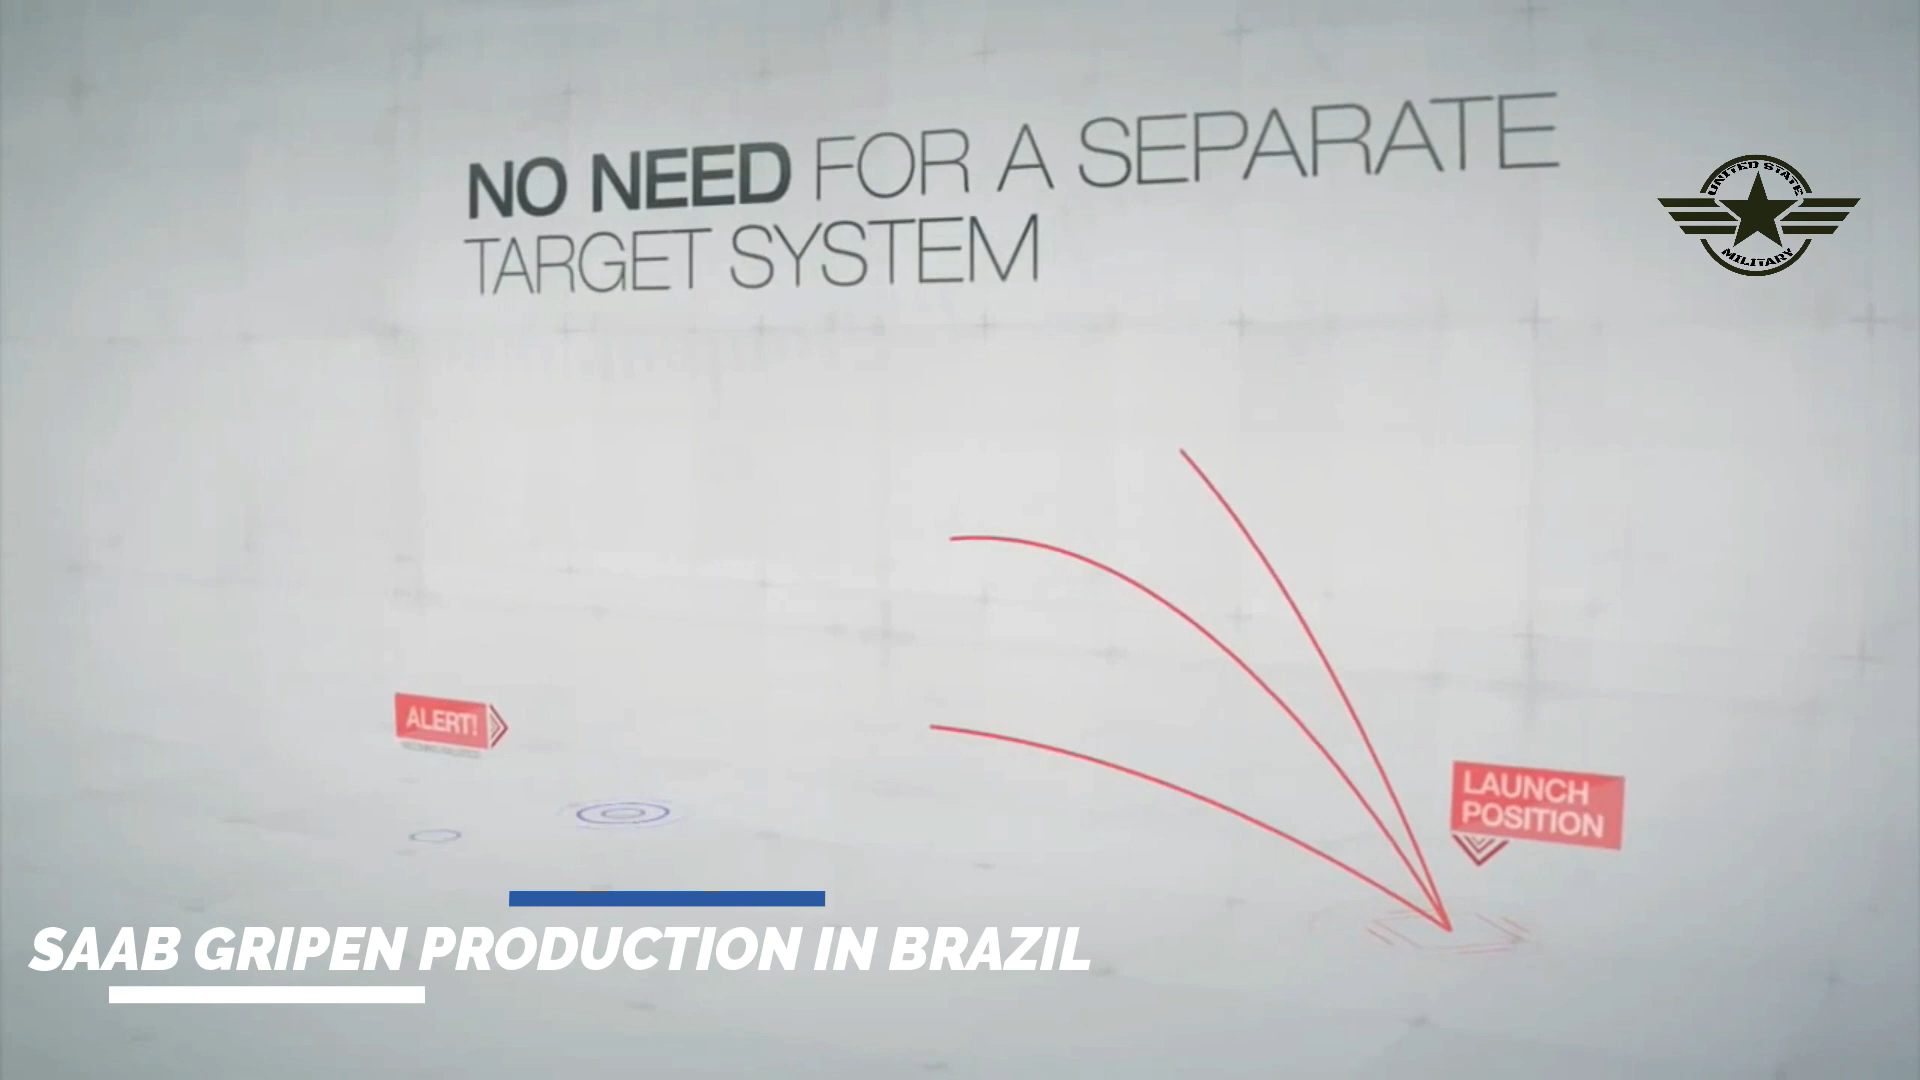 NO NEED FOR A SEPARATE
TARGET SYSTEM
UNITED STATE
MILITARY
ALERT!
LAUNCH
POSITION
SAAB GRIPEN PRODUCTION IN BRAZIL